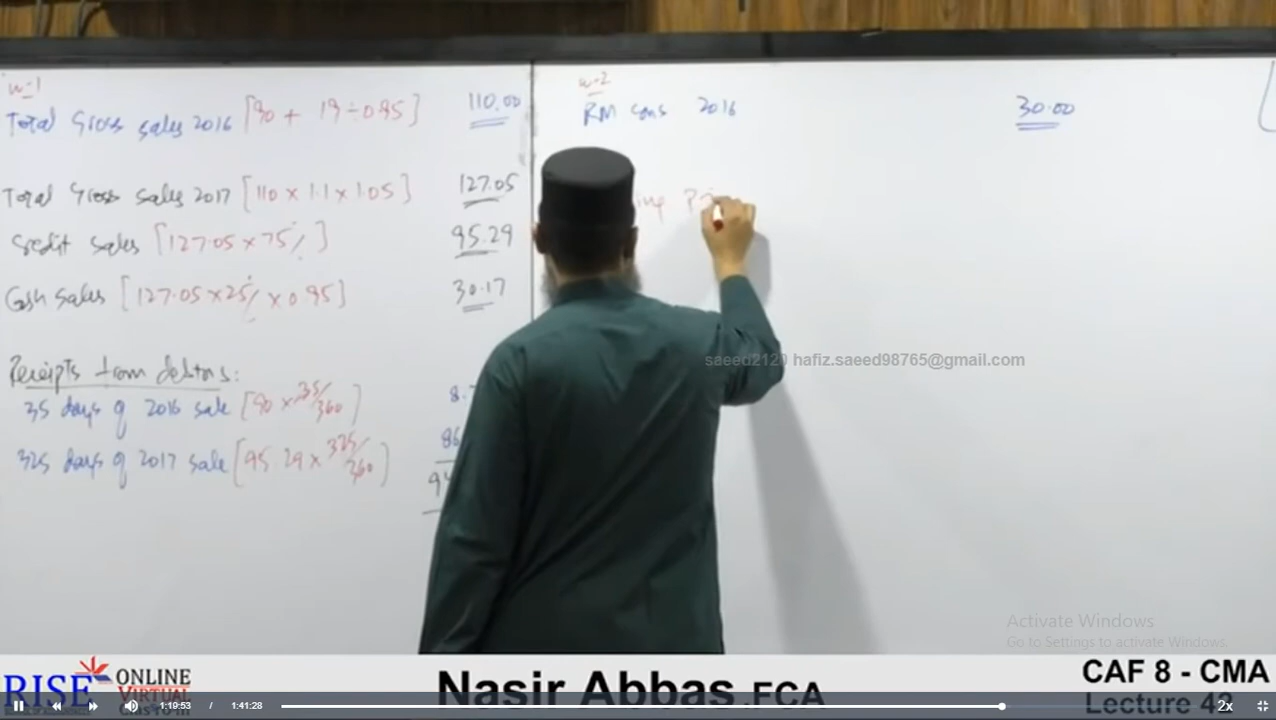 w-1
Total Gross sales 2016 [90 + 19÷0.95] 110.00
Total Gross sales 2017 [110 x 1.1 x 1.05] 127.05
Credit sales [127.05 x 75%] 95.29
Cash sales [127.05 x 25% x 0.95] 30.17
Receipts from debtors:
35 days of 2016 sale [90 x 35/360] 8.
325 days of 2017 sale [95.29 x 325/360] 86
9
w-2
RM cons 2016 30.00
saeed2120 hafiz.saeed98765@gmail.com
Activate Windows
Go to Settings to activate Windows.
RISE ONLINE
Virtual
Classroom
Nasir Abbas FCA
CAF 8 - CMA
Lecture 42
1:19:53 / 1:41:28
2x